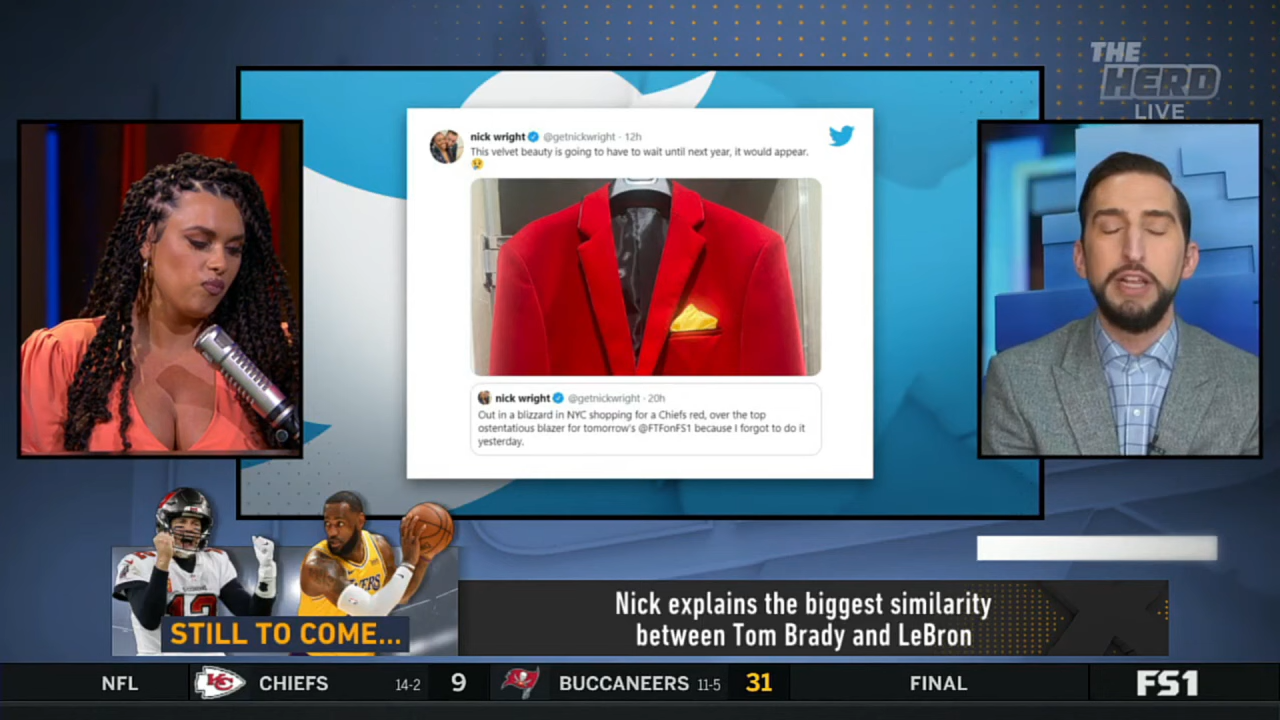 THE
HERD
LIVE
nick wright @getnickwright · 12h
This velvet beauty is going to have to wait until next year, it would appear.
😢
nick wright @getnickwright · 20h
Out in a blizzard in NYC shopping for a Chiefs red, over the top
ostentatious blazer for tomorrow's @FTFonFS1 because I forgot to do it
yesterday.
12
STILL TO COME...
Nick explains the biggest similarity
between Tom Brady and LeBron
NFL KC CHIEFS 14-2 9 BUCCANEERS 11-5 31 FINAL FS1